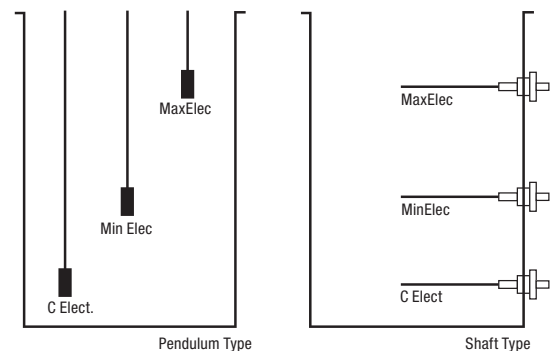 MaxElec
Min Elec
C Elect.
Pendulum Type
MaxElec
MinElec
C Elect
Shaft Type